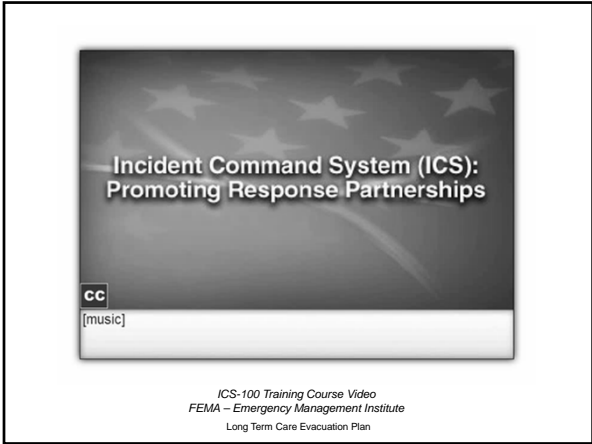 Incident Command System (ICS):
Promoting Response Partnerships
CC
[music]
ICS-100 Training Course Video
FEMA – Emergency Management Institute
Long Term Care Evacuation Plan